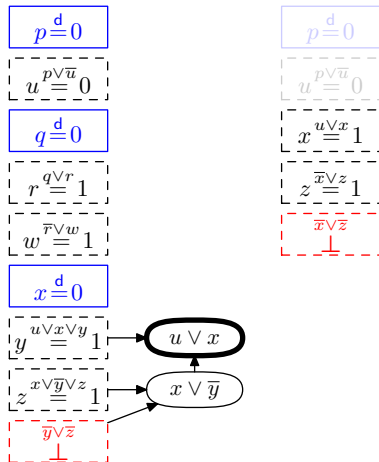 p d= 0
u p∨u̅= 0
q d= 0
r q∨r= 1
w r̅∨w= 1
x d= 0
y u∨x∨y= 1
z x∨y̅∨z= 1
y̅∨z̅
⊥
u ∨ x
x ∨ y̅
p d= 0
u p∨u̅= 0
x u∨x= 1
z x̅∨z= 1
x̅∨z̅
⊥